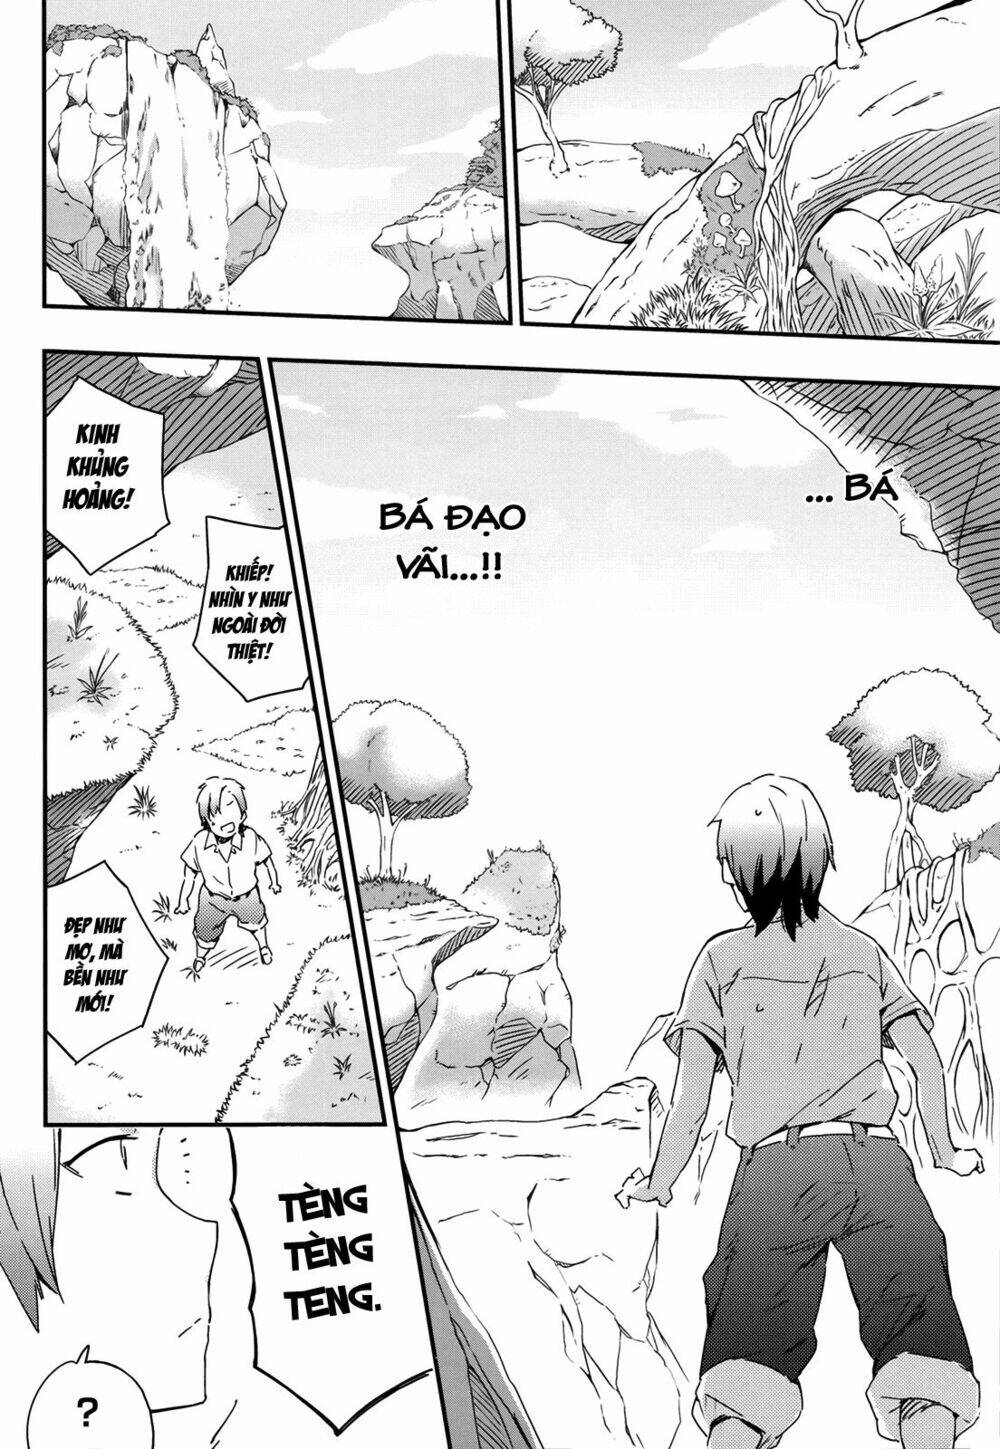 ... BÁ
BÁ ĐẠO
VÃI...!!
KINH
KHỦNG
HOẢNG!
KHIẾP!
NHÌN Y NHƯ
NGOÀI ĐỜI
THIỆT!
ĐẸP NHƯ
MƠ, MÀ
BỀN NHƯ
MỚI!
TÈNG
TÈNG
TENG.
......
?